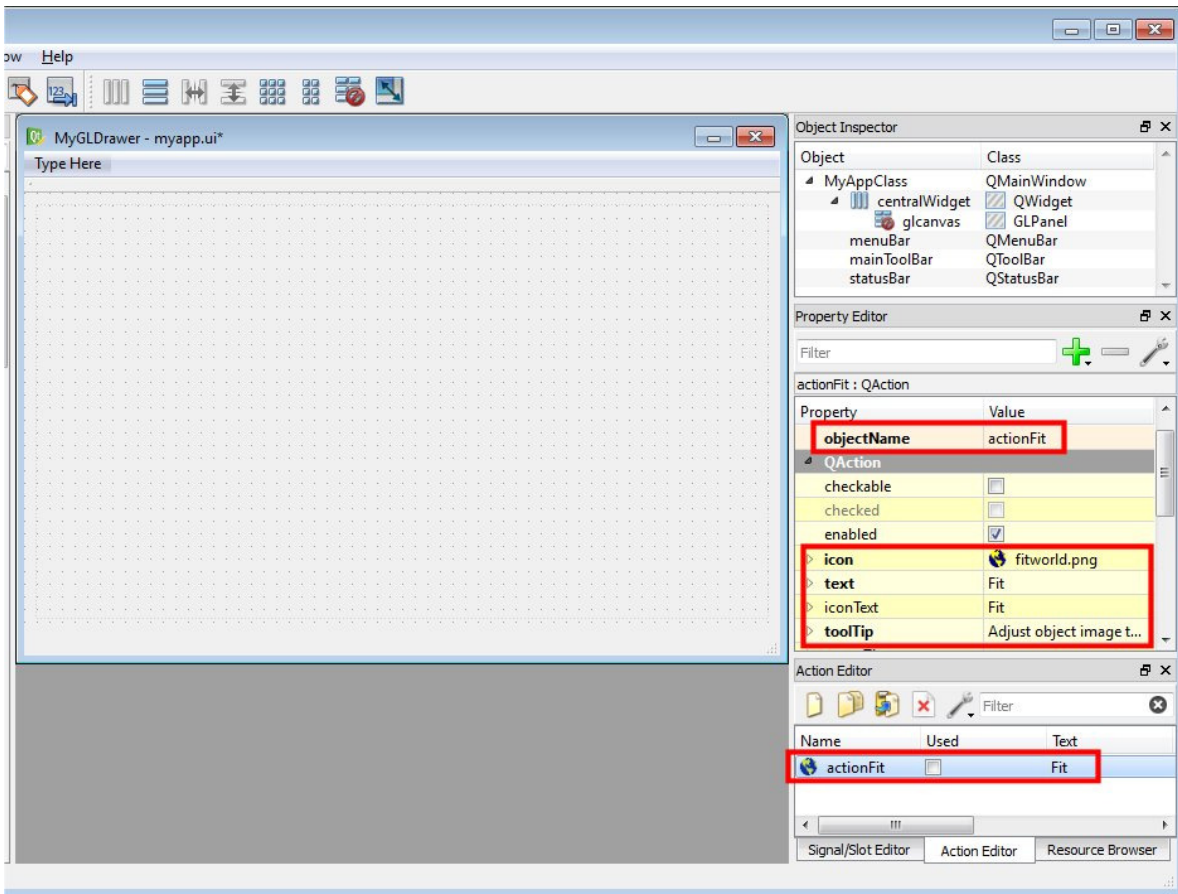 Help
123
MyGLDrawer - myapp.ui*
Type Here
Object Inspector
Object Class
MyAppClass QMainWindow
centralWidget QWidget
glcanvas GLPanel
menuBar QMenuBar
mainToolBar QToolBar
statusBar QStatusBar
Property Editor
Filter
actionFit : QAction
Property Value
objectName actionFit
QAction
checkable
checked
enabled
icon fitworld.png
text Fit
iconText Fit
toolTip Adjust object image t...
Action Editor
Filter
Name Used Text
actionFit Fit
Signal/Slot Editor Action Editor Resource Browser